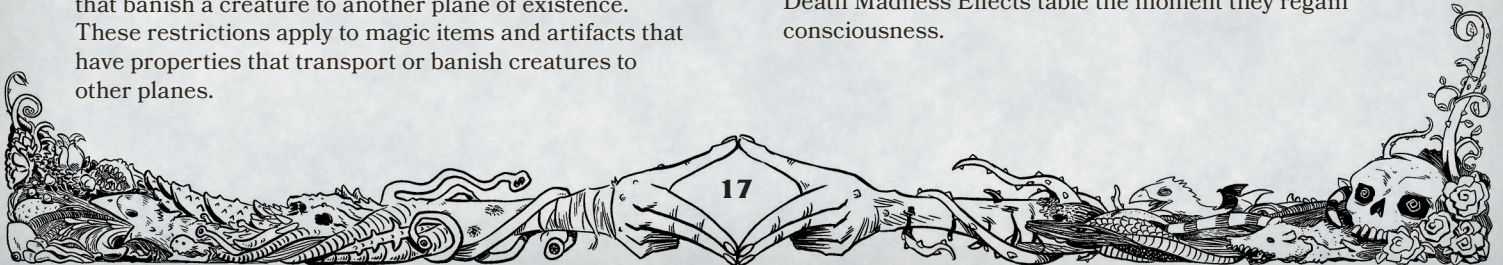 that banish a creature to another plane of existence.
These restrictions apply to magic items and artifacts that
have properties that transport or banish creatures to
other planes.
Death Madness Effects table the moment they regain
consciousness.
17